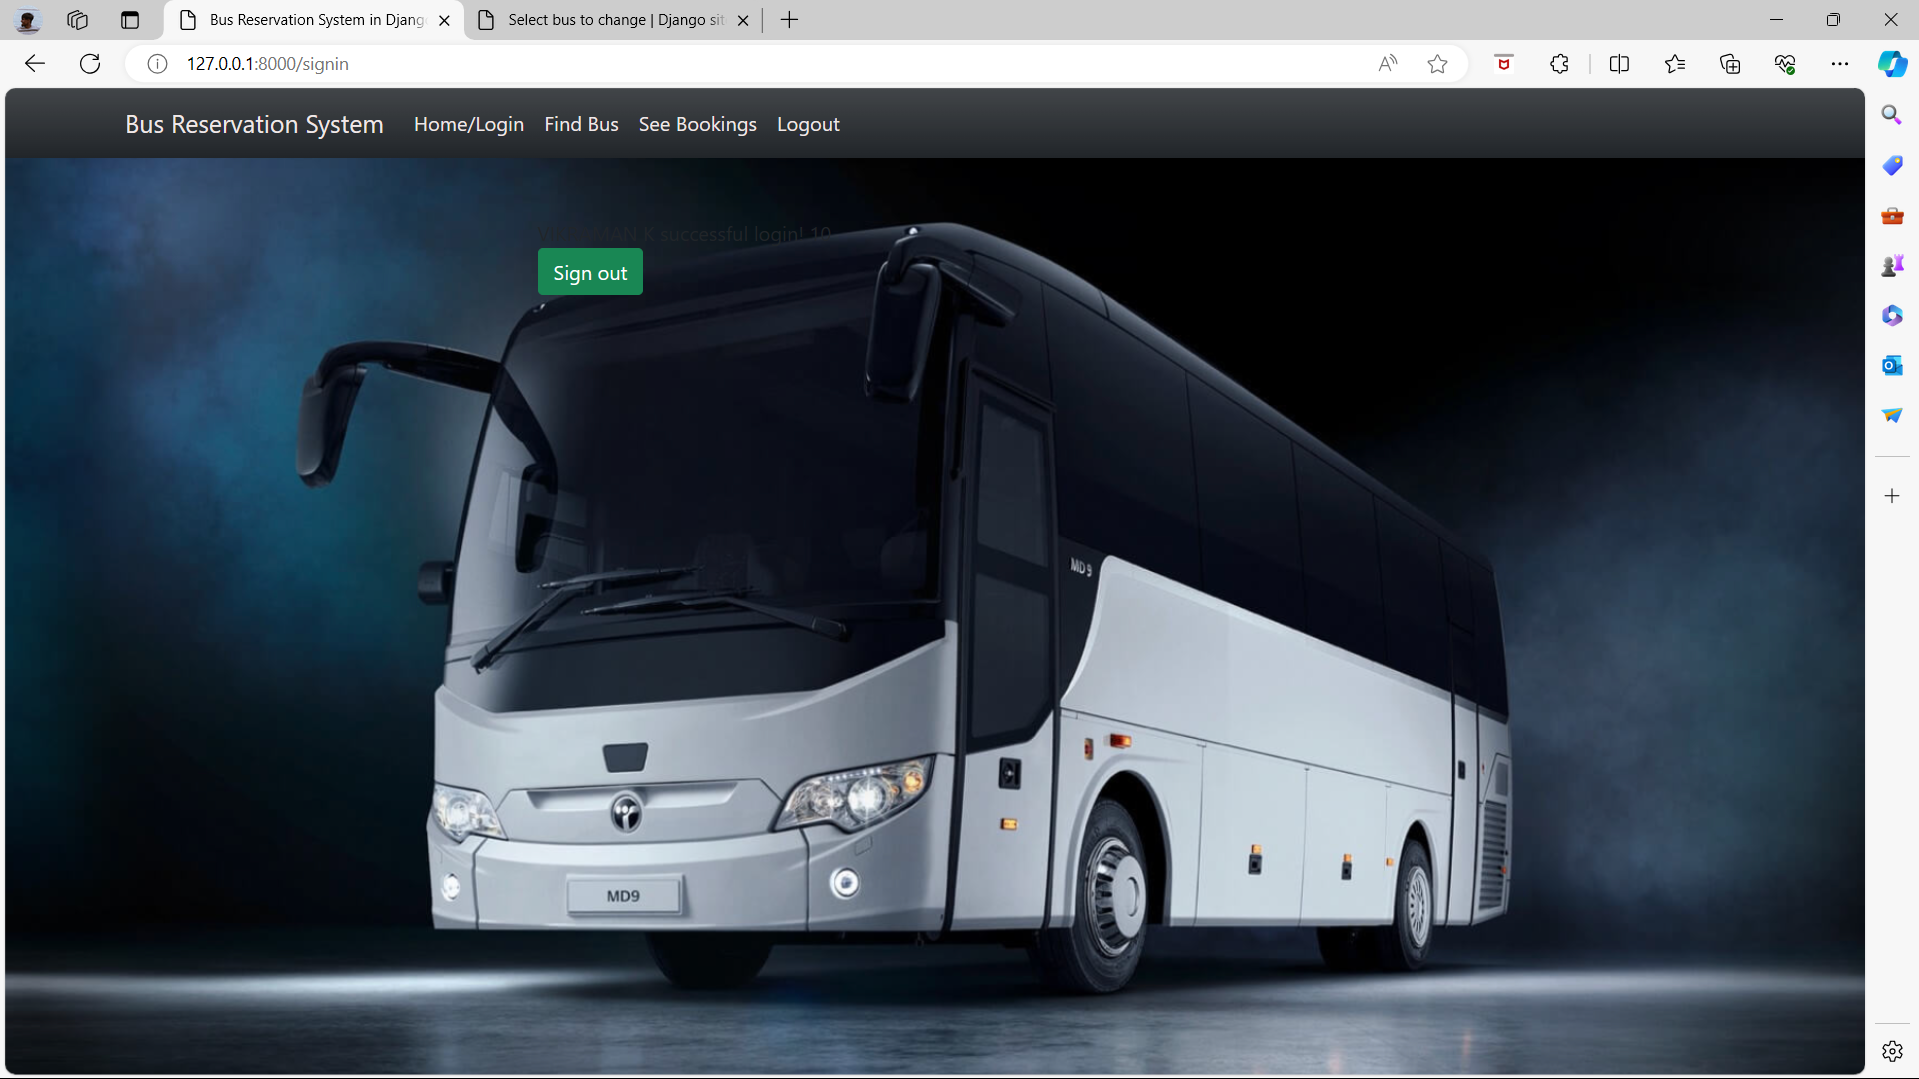 Bus Reservation System in Djang
Select bus to change | Django sit
127.0.0.1:8000/signin
Bus Reservation System Home/Login Find Bus See Bookings Logout
K successful login! 10
Sign out
MD9
MD9